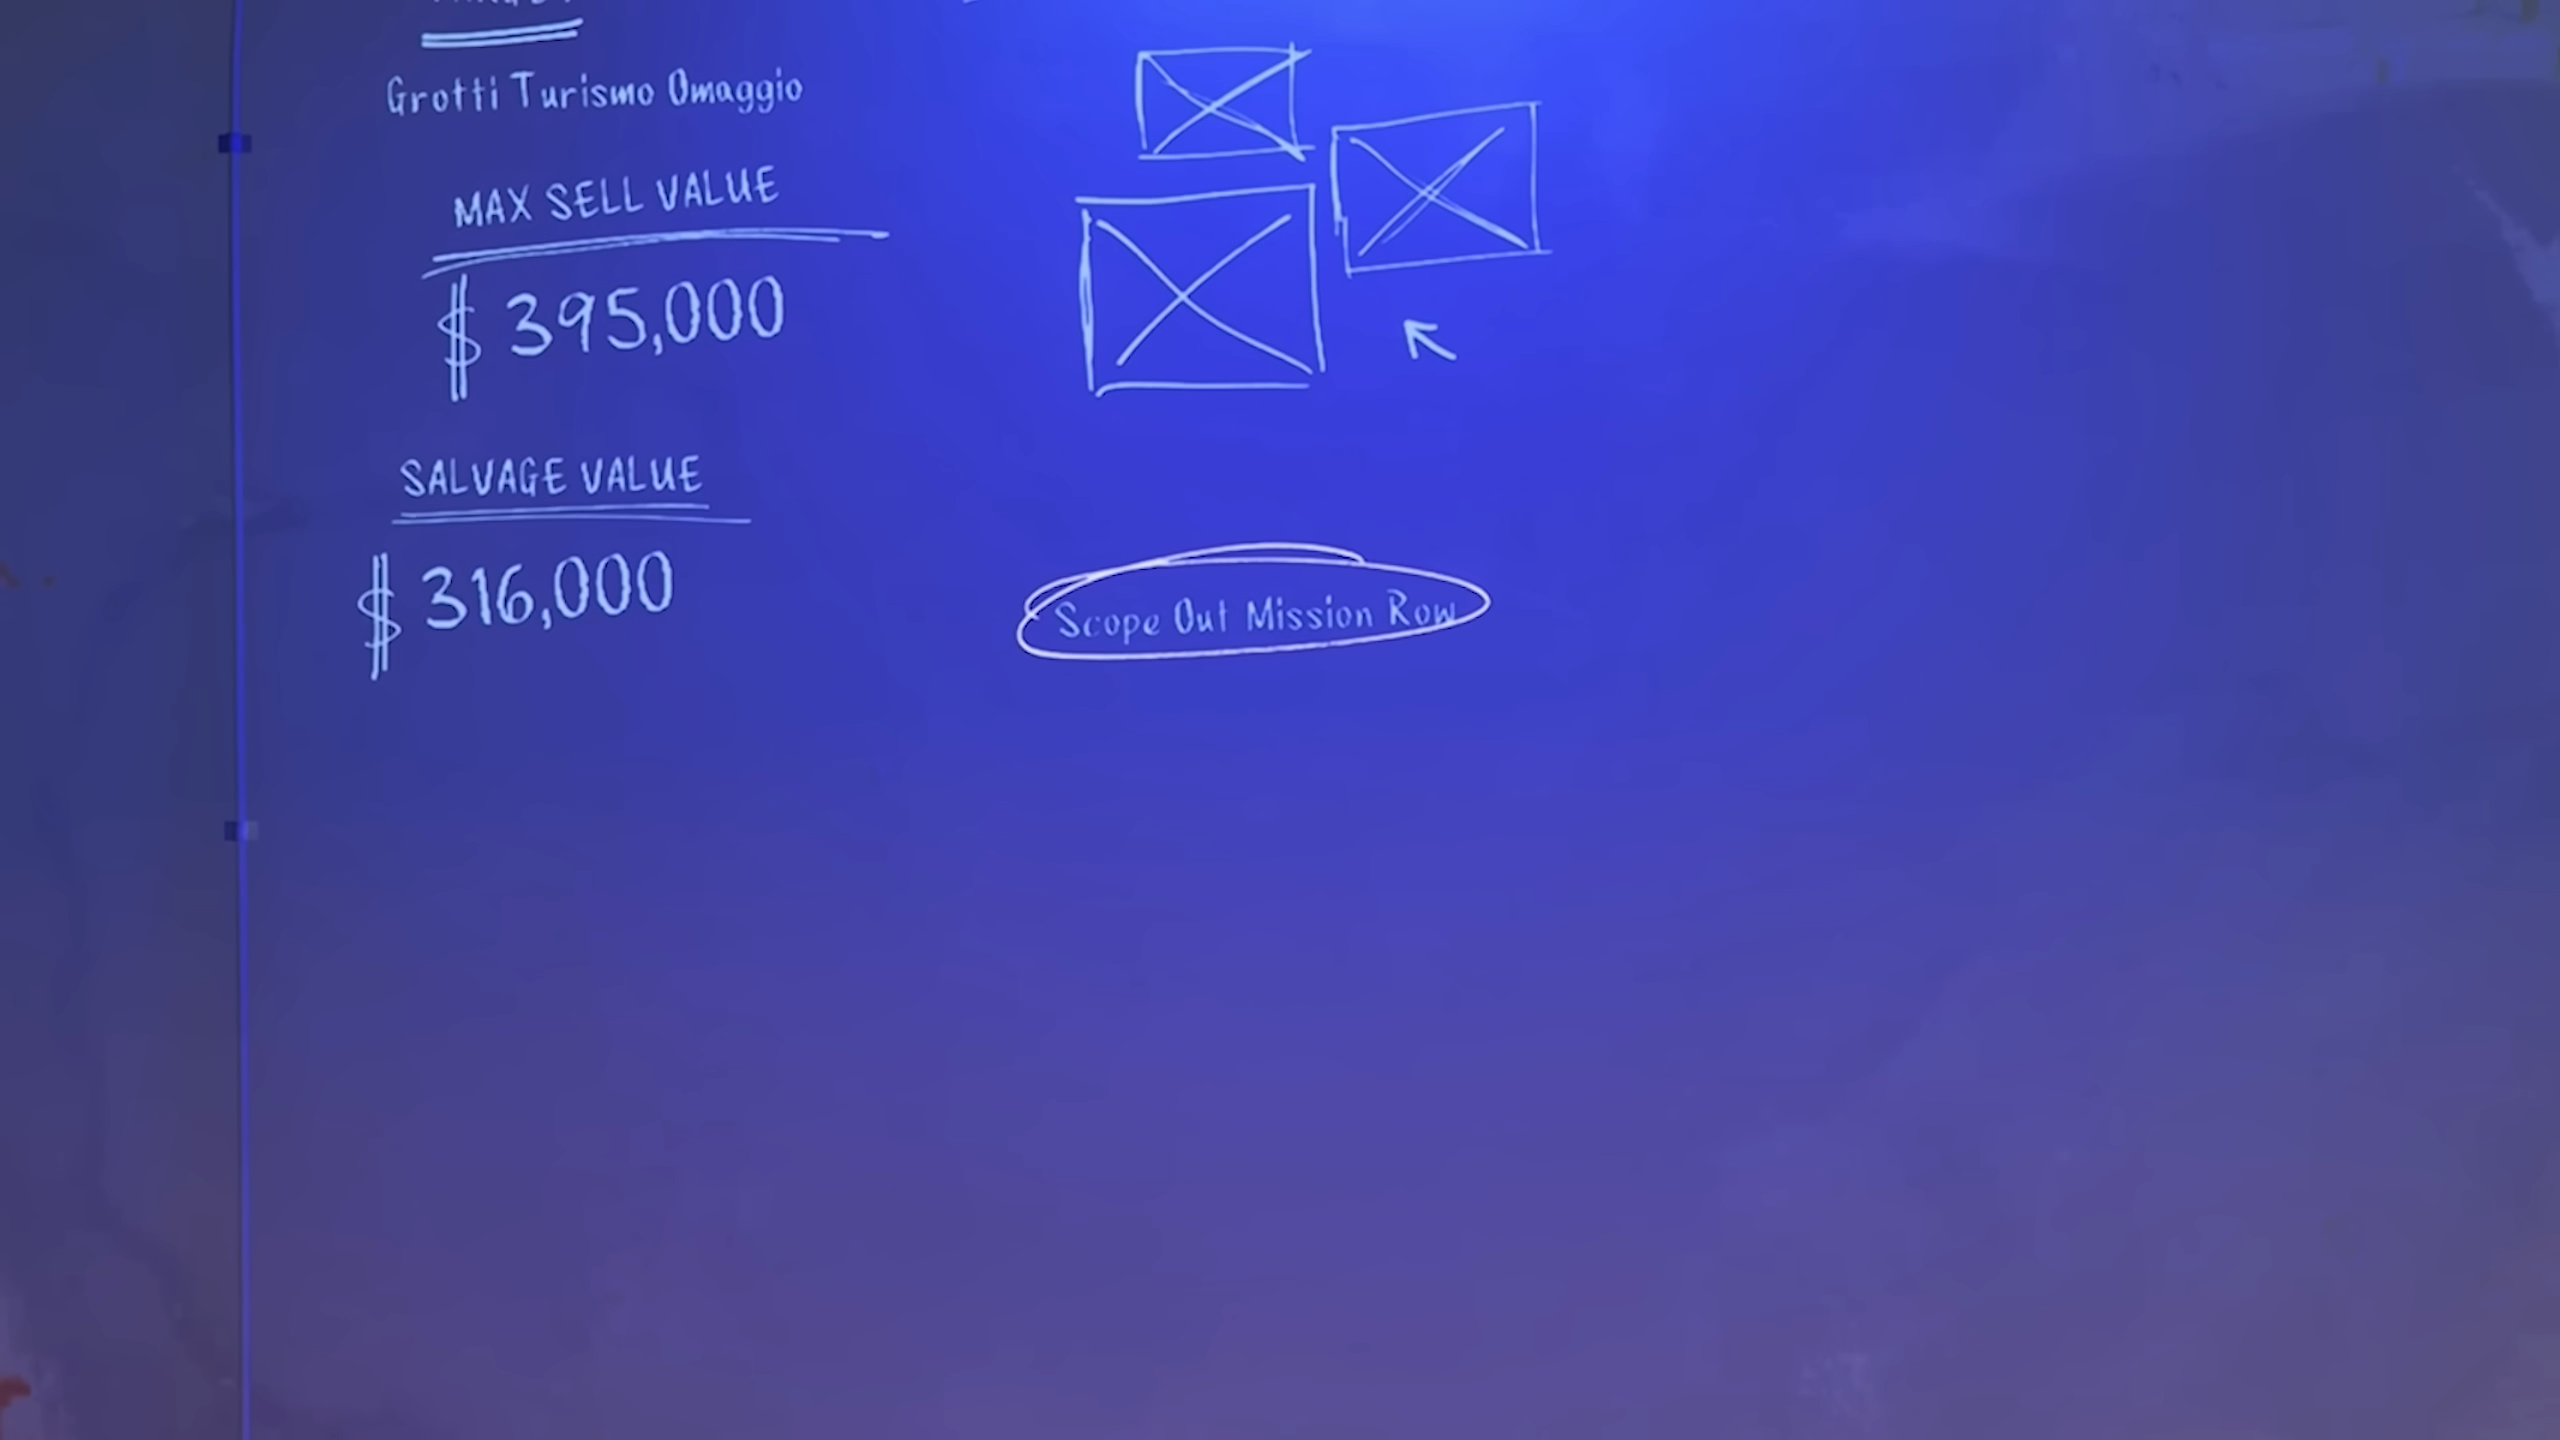 Grotti Turismo Omaggio
MAX SELL VALUE
$ 395,000
SALVAGE VALUE
$ 316,000
Scope Out Mission Row